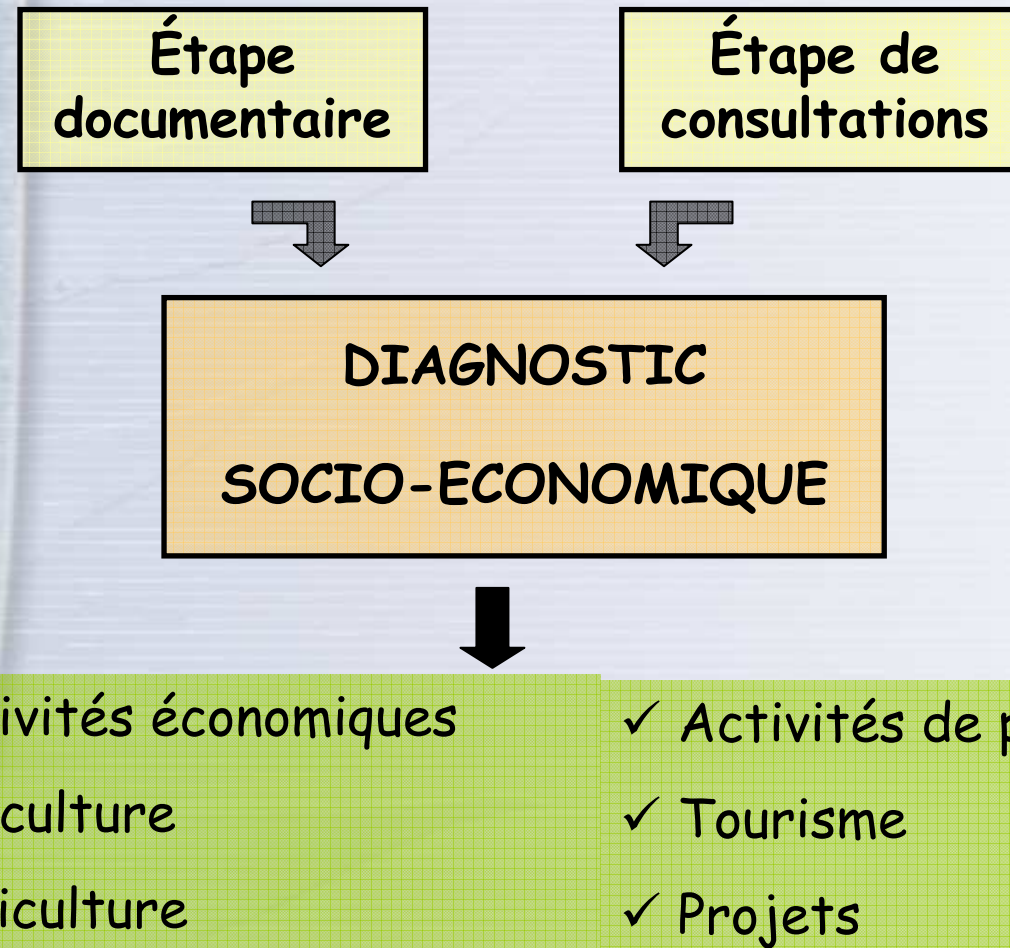 Étape
documentaire
Étape de
consultations
DIAGNOSTIC
SOCIO-ECONOMIQUE
ivités économiques
culture
iculture
✓ Activités de
✓ Tourisme
✓ Projets